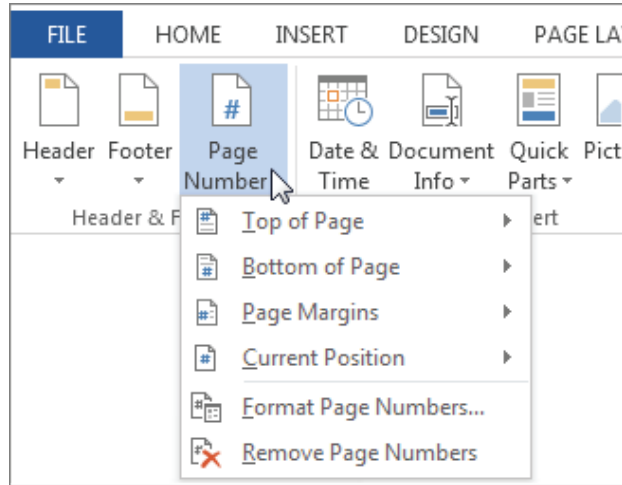 FILE HOME INSERT DESIGN PAGE LA
Header Footer Page Number Date & Time Document Info Quick Parts Pict
Header & F ert
Top of Page
Bottom of Page
Page Margins
Current Position
Format Page Numbers...
Remove Page Numbers